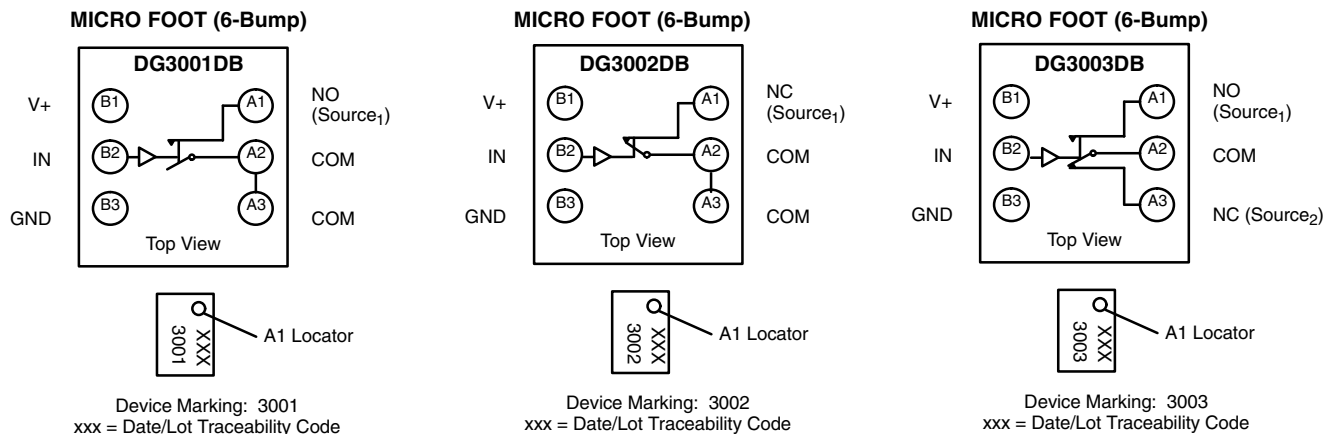 MICRO FOOT (6-Bump)
DG3001DB
V+
B1
A1
NO
(Source1)
IN
B2
A2
COM
GND
B3
A3
COM
Top View
3001
XXX
A1 Locator
Device Marking: 3001
xxx = Date/Lot Traceability Code
MICRO FOOT (6-Bump)
DG3002DB
V+
B1
A1
NC
(Source1)
IN
B2
A2
COM
GND
B3
A3
COM
Top View
3002
XXX
A1 Locator
Device Marking: 3002
xxx = Date/Lot Traceability Code
MICRO FOOT (6-Bump)
DG3003DB
V+
B1
A1
NO
(Source1)
IN
B2
A2
COM
GND
B3
A3
NC (Source2)
Top View
3003
XXX
A1 Locator
Device Marking: 3003
xxx = Date/Lot Traceability Code